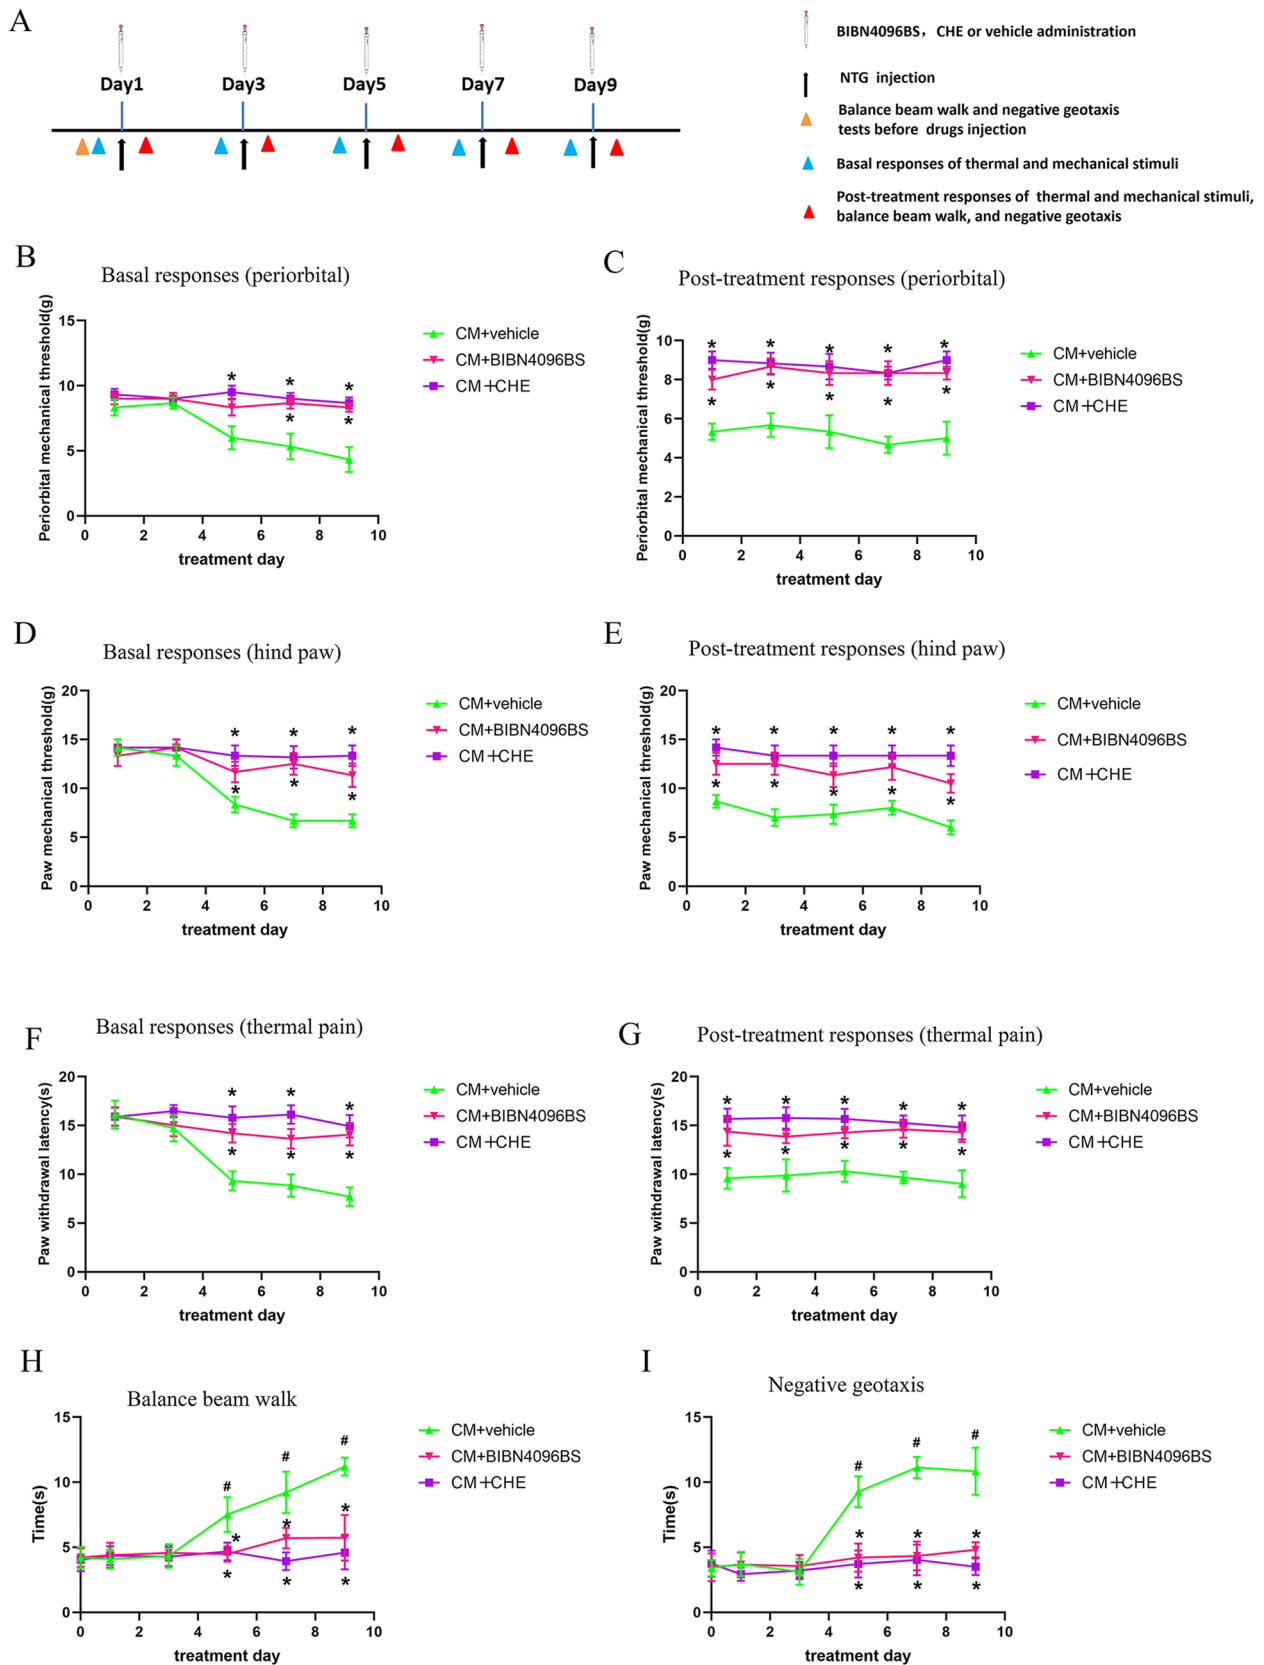 A
Day1
Day3
Day5
Day7
Day9
BIBN4096BS, CHE or vehicle administration
NTG injection
Balance beam walk and negative geotaxis
tests before drugs injection
Basal responses of thermal and mechanical stimuli
Post-treatment responses of thermal and mechanical stimuli,
balance beam walk, and negative geotaxis
B
Basal responses (periorbital)
Periorbital mechanical threshold(g)
15
10
5
0
0 2 4 6 8 10
treatment day
* * *
* *
CM+vehicle
CM+BIBN4096BS
CM+CHE
C
Post-treatment responses (periorbital)
Periorbital mechanical threshold(g)
10
8
6
4
2
0
0 2 4 6 8 10
treatment day
* * * * *
* * * * *
CM+vehicle
CM+BIBN4096BS
CM+CHE
D
Basal responses (hind paw)
Paw mechanical threshold(g)
20
15
10
5
0
0 2 4 6 8 10
treatment day
* * *
* * *
CM+vehicle
CM+BIBN4096BS
CM+CHE
E
Post-treatment responses (hind paw)
Paw mechanical threshold(g)
20
15
10
5
0
0 2 4 6 8 10
treatment day
* * * * *
* * * * *
CM+vehicle
CM+BIBN4096BS
CM+CHE
F
Basal responses (thermal pain)
Paw withdrawal latency(s)
20
15
10
5
0
0 2 4 6 8 10
treatment day
* * *
* * *
CM+vehicle
CM+BIBN4096BS
CM+CHE
G
Post-treatment responses (thermal pain)
Paw withdrawal latency(s)
20
15
10
5
0
0 2 4 6 8 10
treatment day
* * * * *
* * * * *
CM+vehicle
CM+BIBN4096BS
CM+CHE
H
Balance beam walk
Time(s)
15
10
5
0
0 2 4 6 8 10
treatment day
# # #
* * *
* * *
CM+vehicle
CM+BIBN4096BS
CM+CHE
I
Negative geotaxis
Time(s)
15
10
5
0
0 2 4 6 8 10
treatment day
# # #
* * *
* * *
CM+vehicle
CM+BIBN4096BS
CM+CHE